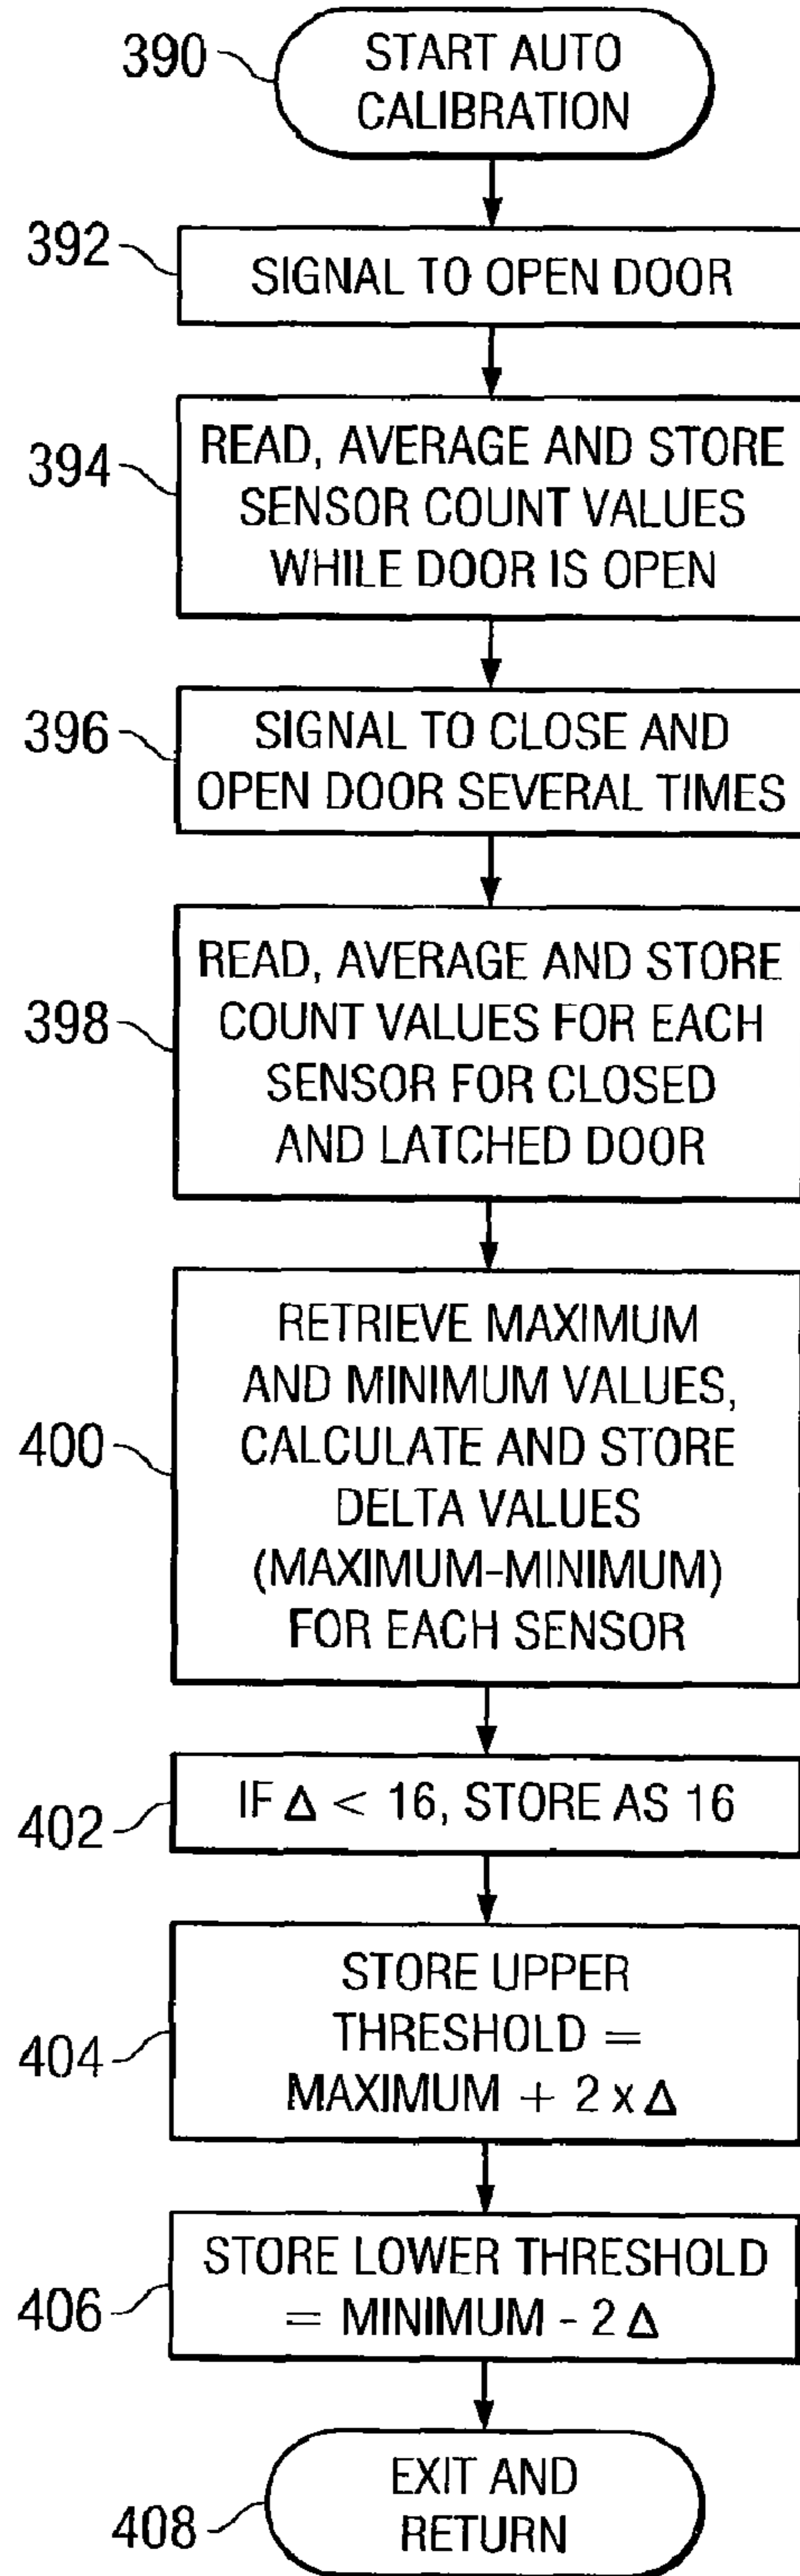 390
START AUTO
CALIBRATION
392
SIGNAL TO OPEN DOOR
394
READ, AVERAGE AND STORE
SENSOR COUNT VALUES
WHILE DOOR IS OPEN
396
SIGNAL TO CLOSE AND
OPEN DOOR SEVERAL TIMES
398
READ, AVERAGE AND STORE
COUNT VALUES FOR EACH
SENSOR FOR CLOSED
AND LATCHED DOOR
400
RETRIEVE MAXIMUM
AND MINIMUM VALUES,
CALCULATE AND STORE
DELTA VALUES
(MAXIMUM-MINIMUM)
FOR EACH SENSOR
402
IF Δ < 16, STORE AS 16
404
STORE UPPER
THRESHOLD =
MAXIMUM + 2 x Δ
406
STORE LOWER THRESHOLD
= MINIMUM - 2 Δ
408
EXIT AND
RETURN